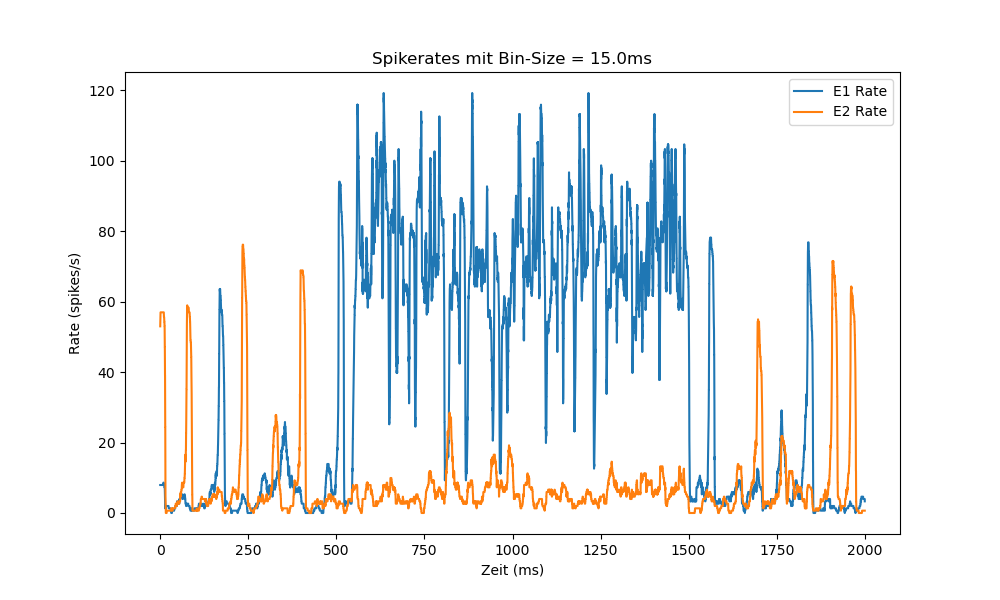 Spikerates mit Bin-Size = 15.0ms
E1 Rate
E2 Rate
120
100
80
60
40
20
0
Rate (spikes/s)
0 250 500 750 1000 1250 1500 1750 2000
Zeit (ms)